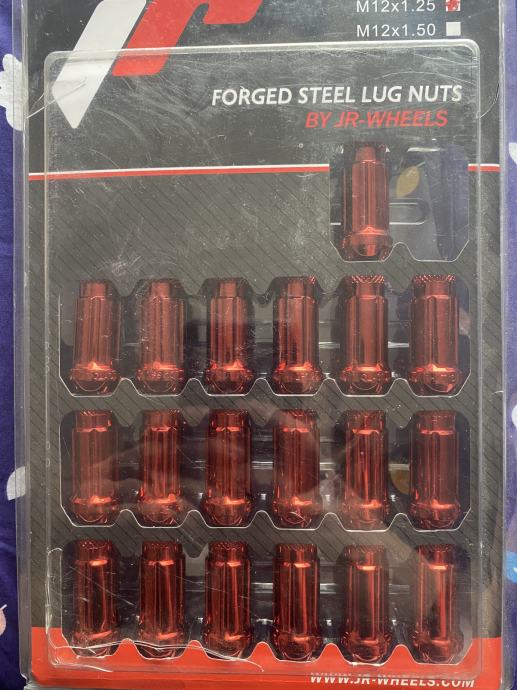 M12x1.25
M12x1.50
FORGED STEEL LUG NUTS
BY JR-WHEELS
WWW.JR-WHEELS.COM